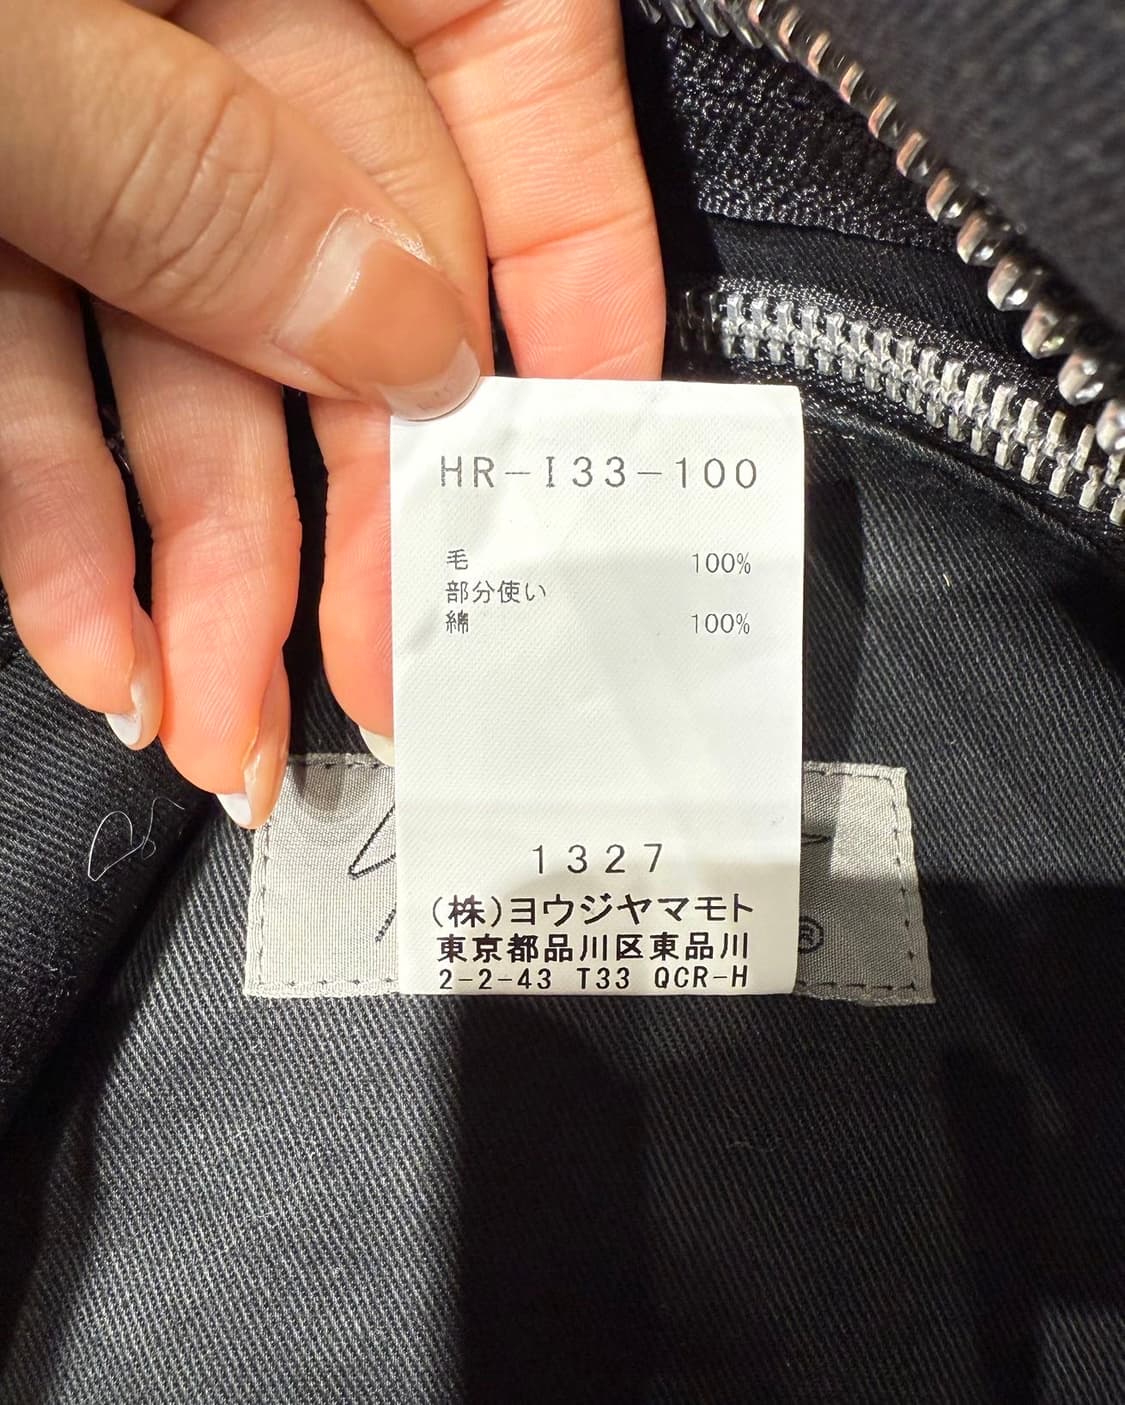 HR-I33-100
毛 100%
部分使い
綿 100%
1327
(株)ヨウジヤマモト
東京都品川区東品川
2-2-43 T33 QCR-H
®